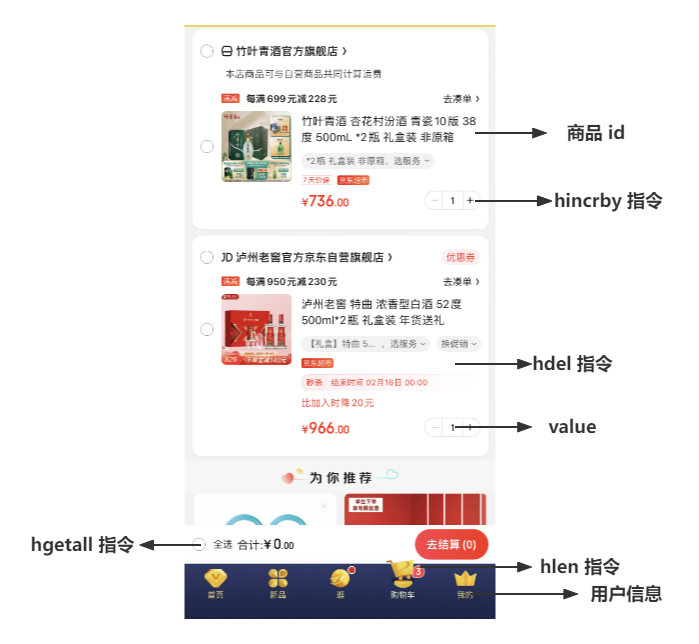 竹叶青酒官方旗舰店 >
本店商品可与自营商品共同计算运费
满减 每满699元减228元 去凑单 >
竹叶青酒 杏花村汾酒 青瓷10版 38
度 500mL *2瓶 礼盒装 非原箱
商品 id
*2瓶 礼盒装 非原箱，选服务
7天价保 京东超市
¥736.00
− 1 +
hincrby 指令
JD 泸州老窖官方京东自营旗舰店 >
优惠券
满减 每满950元减230元 去凑单 >
泸州老窖 特曲 浓香型白酒 52度
500ml*2瓶 礼盒装 年货送礼
【礼盒】特曲 5... ，选服务 换促销
京东超市
hdel 指令
秒杀 结束时间 02月16日 00:00
比加入时降20元
¥966.00
− 1 +
value
为你推荐
学生下单
hgetall 指令
全选 合计:¥0.00
去结算(0)
3
hlen 指令
首页 新品 逛 购物车 我的
用户信息